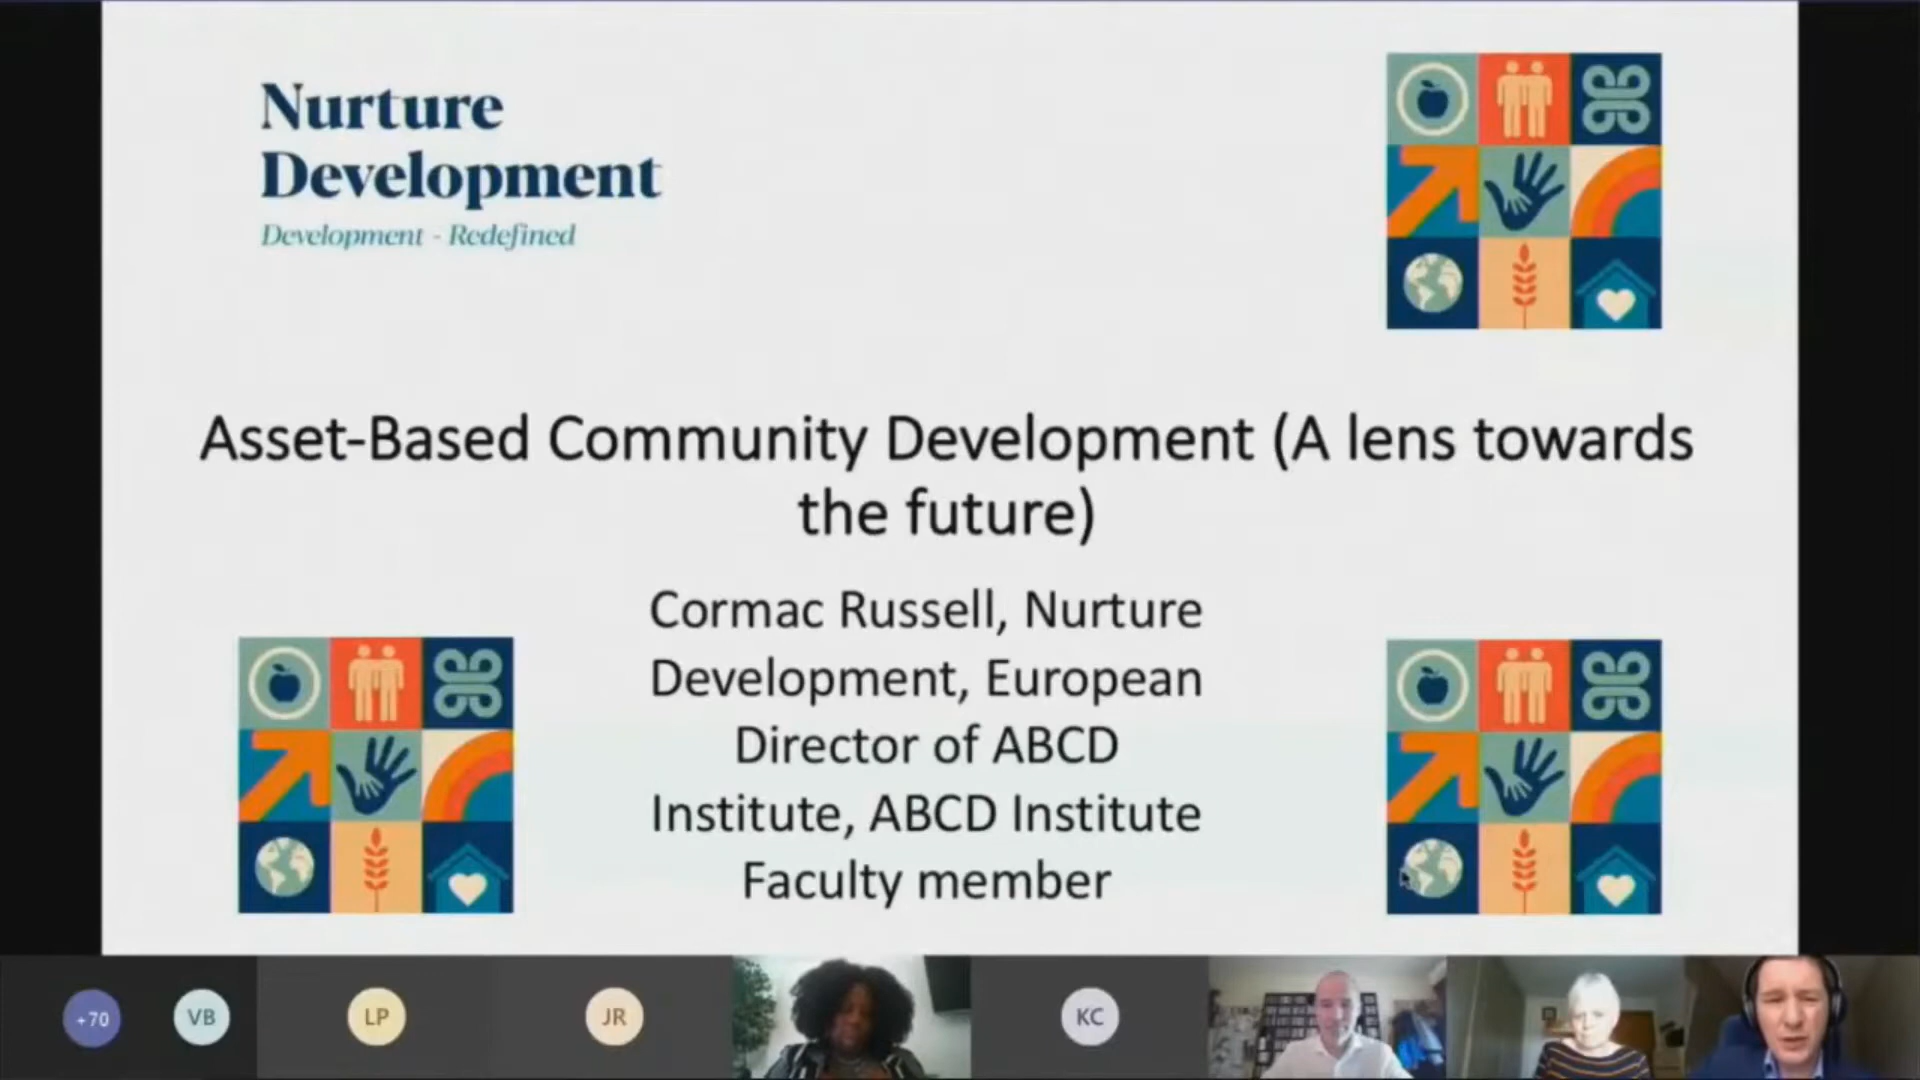 Nurture
Development
Development - Redefined
Asset-Based Community Development (A lens towards
the future)
Cormac Russell, Nurture
Development, European
Director of ABCD
Institute, ABCD Institute
Faculty member
+70
VB
LP
JR
KC